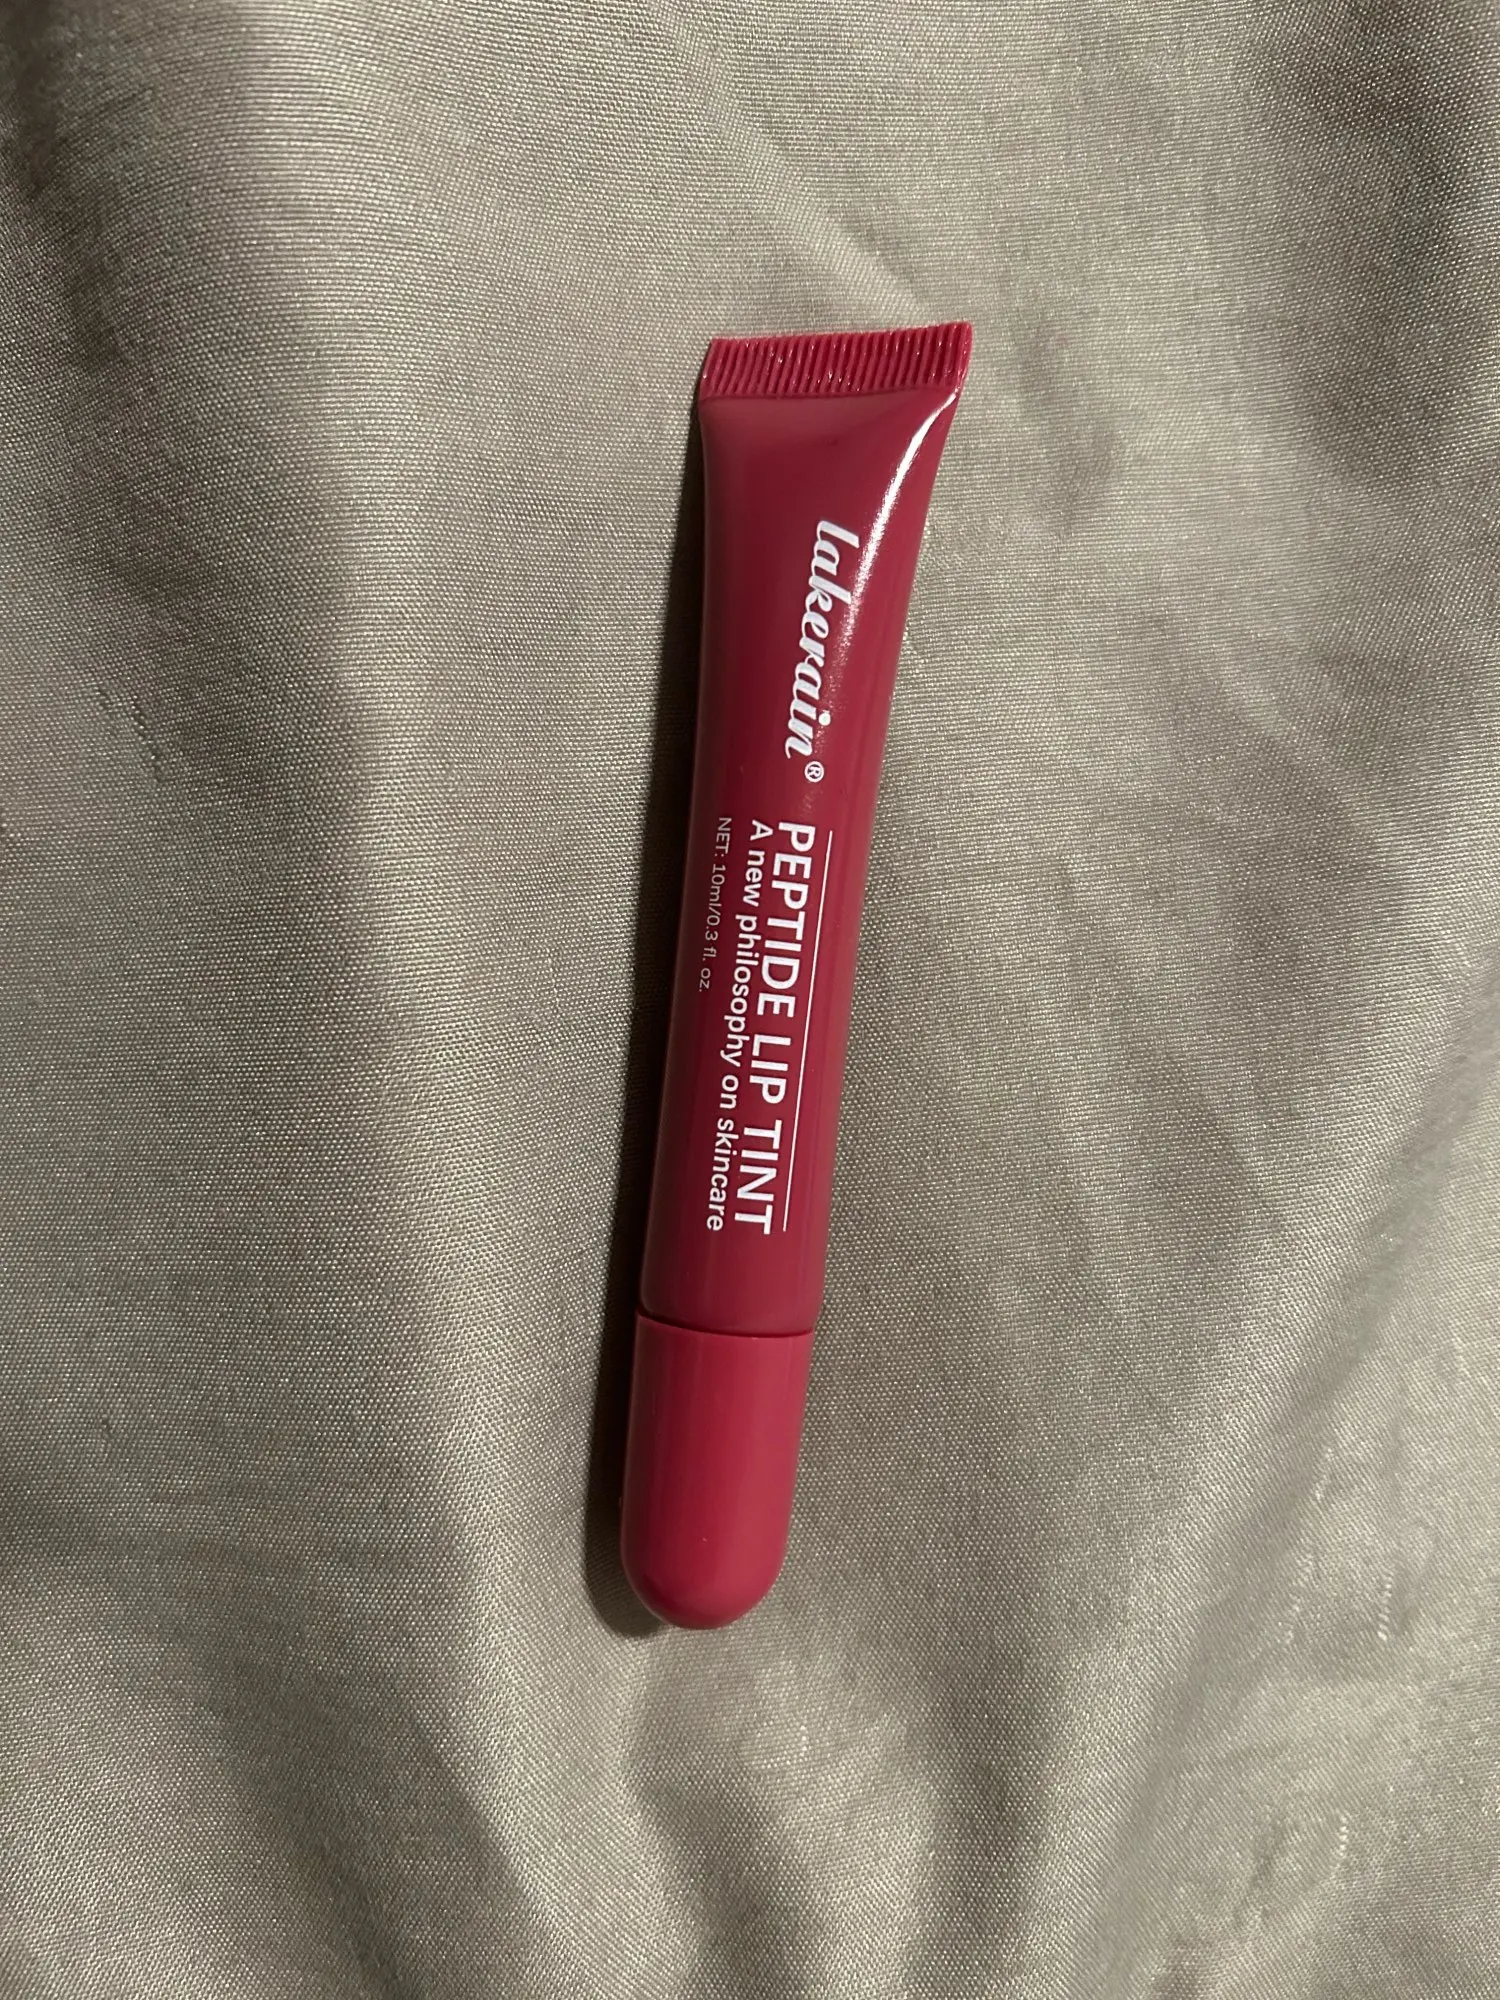 lakerain®
PEPTIDE LIP TINT
A new philosophy on skincare
NET: 10ml/0.3 fl. oz.